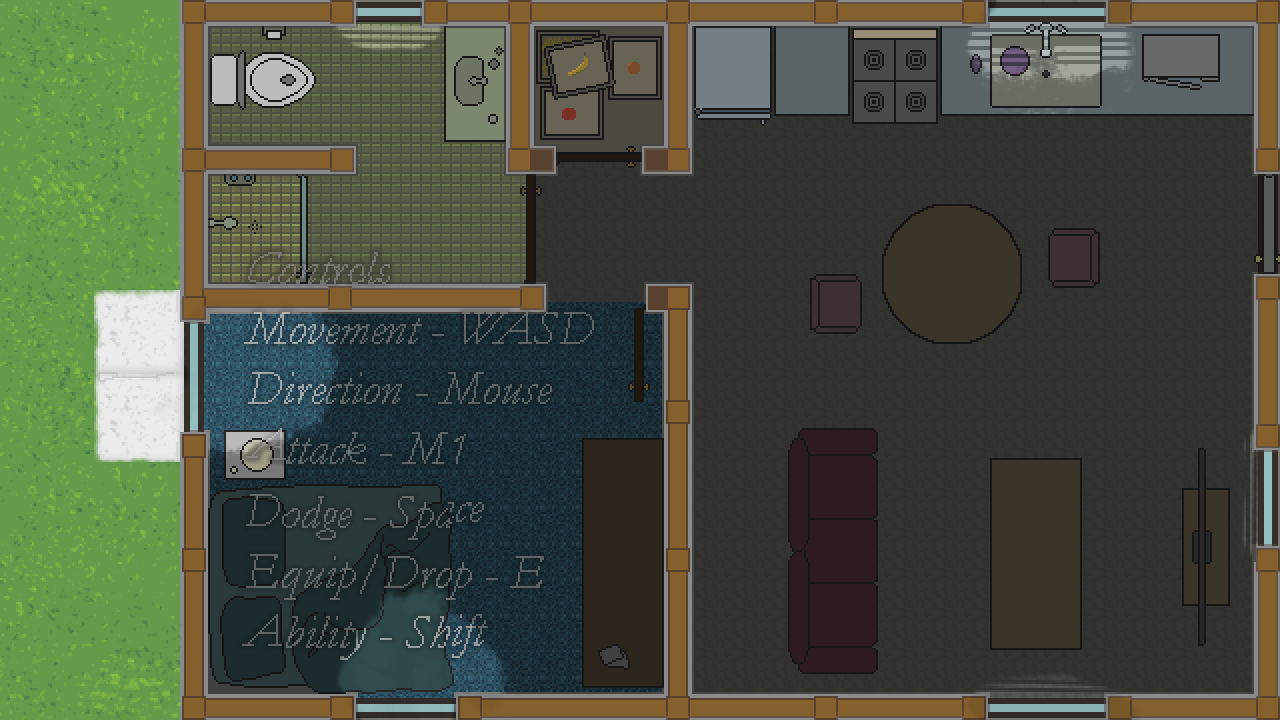 Controls
Movement - WASD
Direction - Mouse
Attack - M1
Dodge - Space
Equip/Drop - E
Ability - Shift